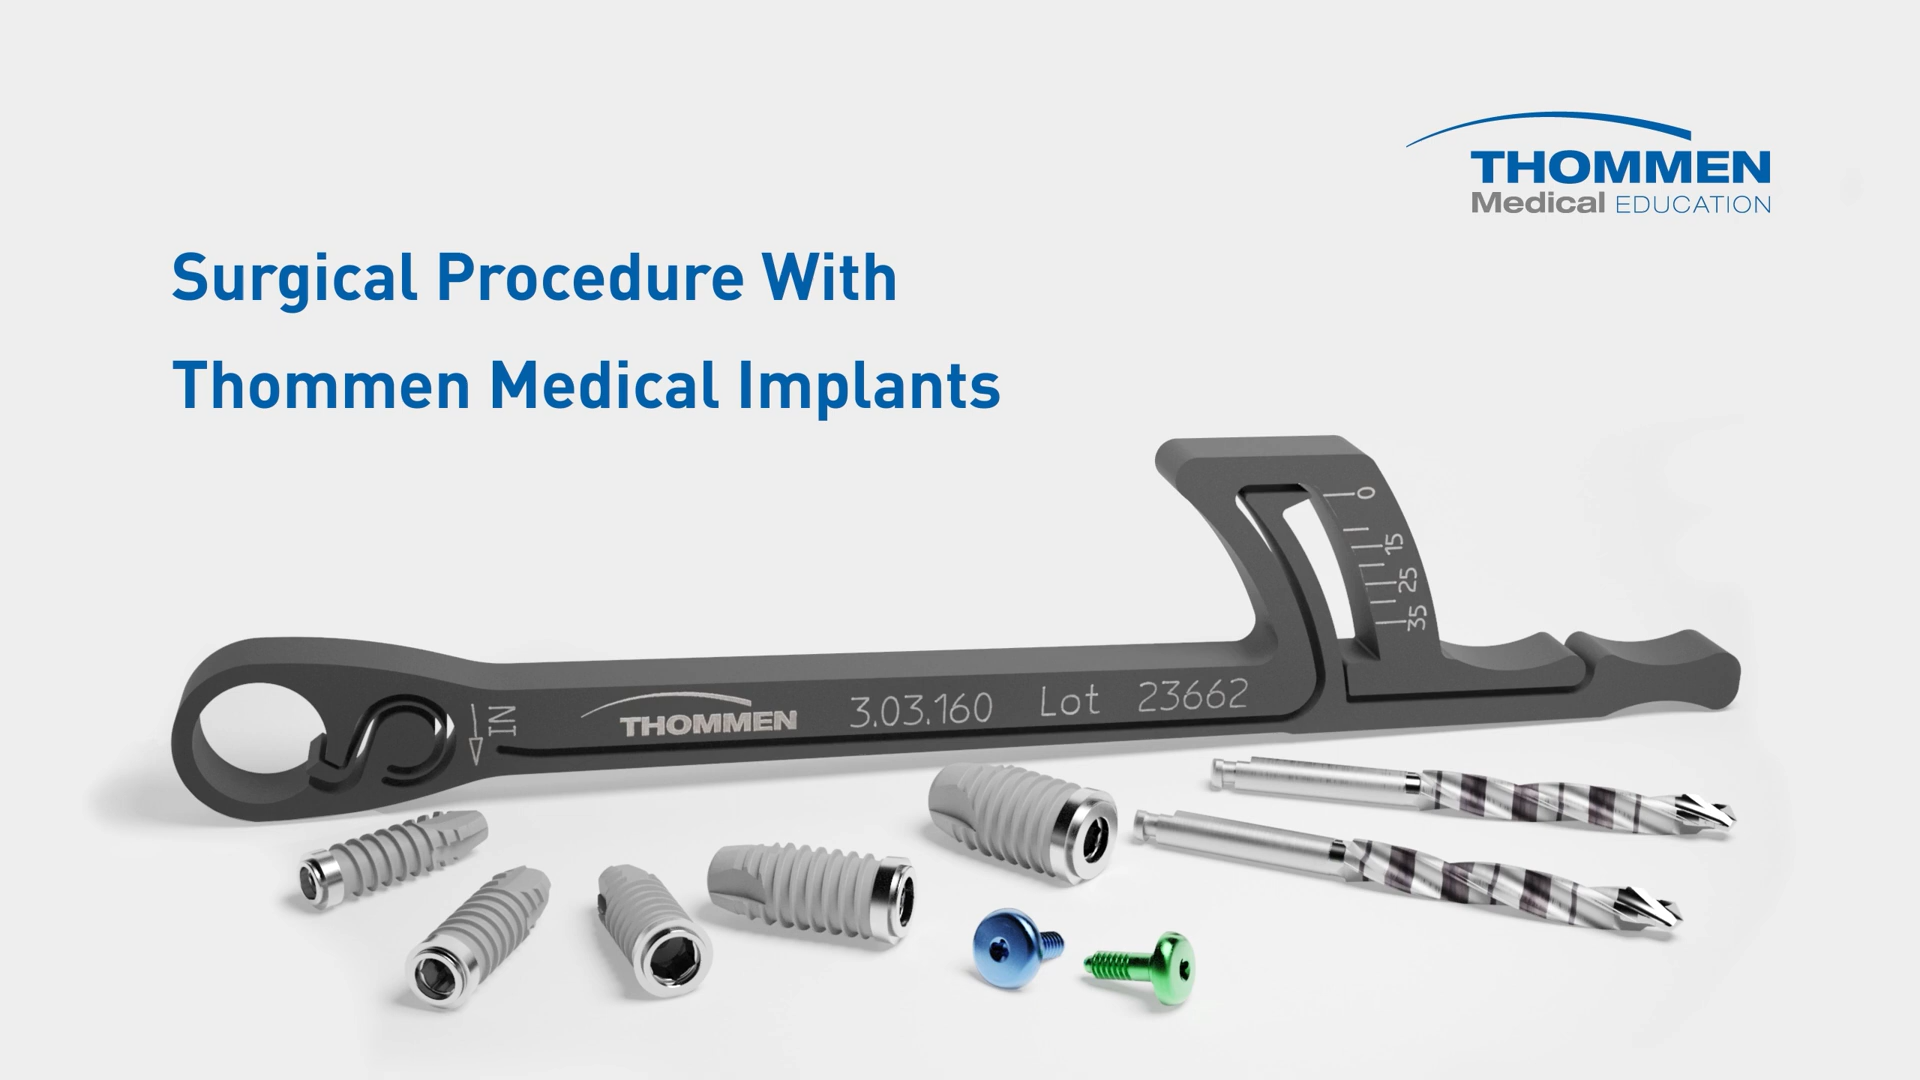 THOMMEN
Medical EDUCATION
Surgical Procedure With
Thommen Medical Implants
0
15
25
35
IN
THOMMEN 3.03.160 Lot 23662